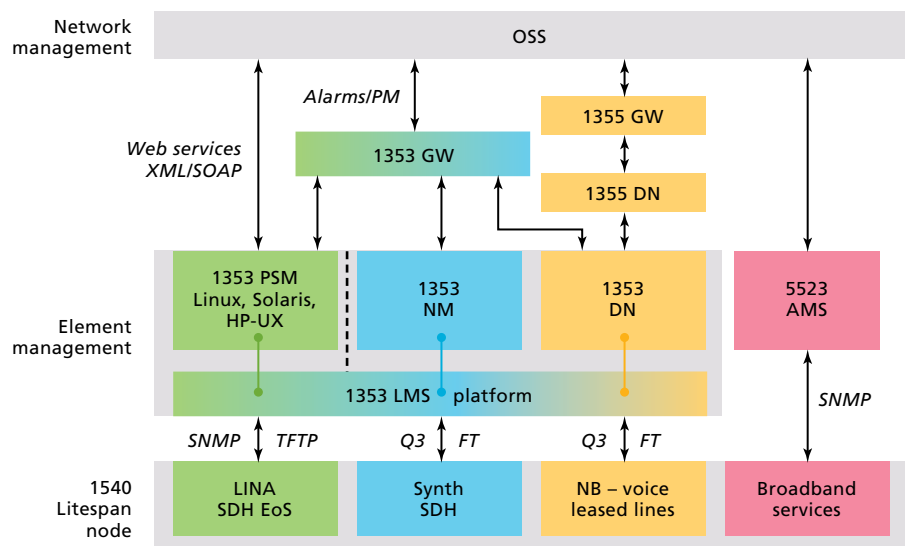 Network
management
OSS
Alarms/PM
1355 GW
Web services
XML/SOAP
1353 GW
1355 DN
Element
management
1353 PSM
Linux, Solaris,
HP-UX
1353
NM
1353
DN
5523
AMS
1353 LMS platform
SNMP
SNMP TFTP
Q3 FT
Q3 FT
1540
Litespan
node
LINA
SDH EoS
Synth
SDH
NB – voice
leased lines
Broadband
services